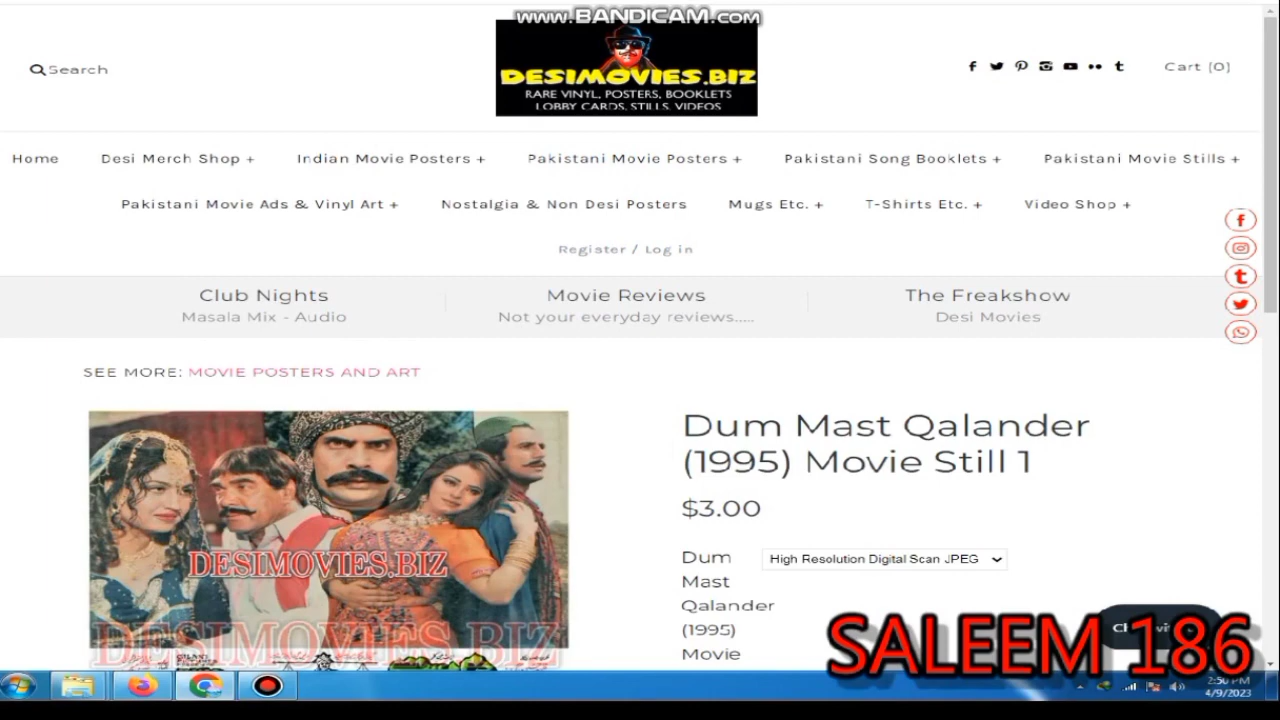 www.BANDICAM.com
Search
DESIMOVIES.BIZ
RARE VINYL, POSTERS, BOOKLETS
LOBBY CARDS, STILLS, VIDEOS
Cart (0)
Home Desi Merch Shop + Indian Movie Posters + Pakistani Movie Posters + Pakistani Song Booklets + Pakistani Movie Stills +
Pakistani Movie Ads & Vinyl Art + Nostalgia & Non Desi Posters Mugs Etc. + T-Shirts Etc. + Video Shop +
Register / Log in
Club Nights Movie Reviews The Freakshow
Masala Mix - Audio Not your everyday reviews..... Desi Movies
SEE MORE: MOVIE POSTERS AND ART
Dum Mast Qalander
(1995) Movie Still 1
$3.00
Dum
Mast
Qalander
(1995)
Movie
High Resolution Digital Scan JPEG
DESIMOVIES.BIZ
DESIMOVIES.BIZ
SALEEM 186
2:50 PM
4/9/2023